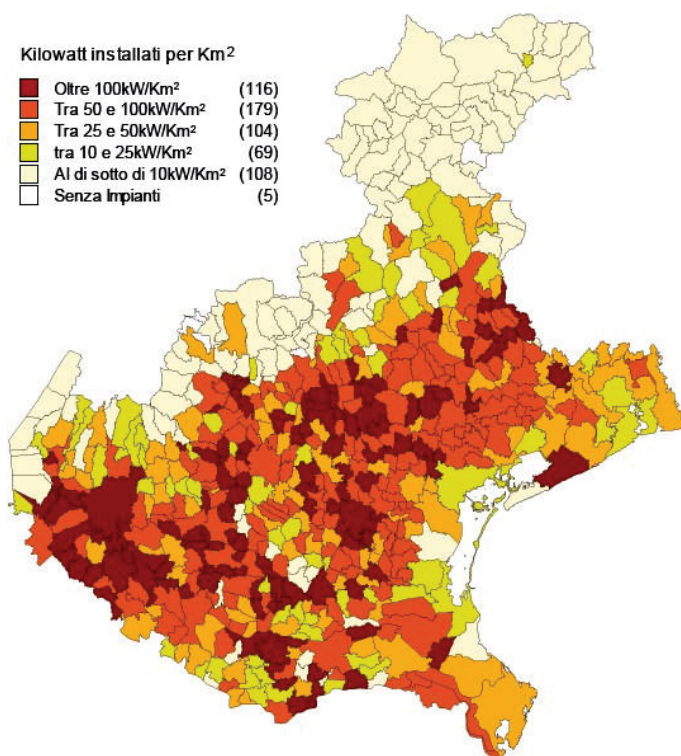 Kilowatt installati per Km²
Oltre 100kW/Km² (116)
Tra 50 e 100kW/Km² (179)
Tra 25 e 50kW/Km² (104)
tra 10 e 25kW/Km² (69)
Al di sotto di 10kW/Km² (108)
Senza Impianti (5)